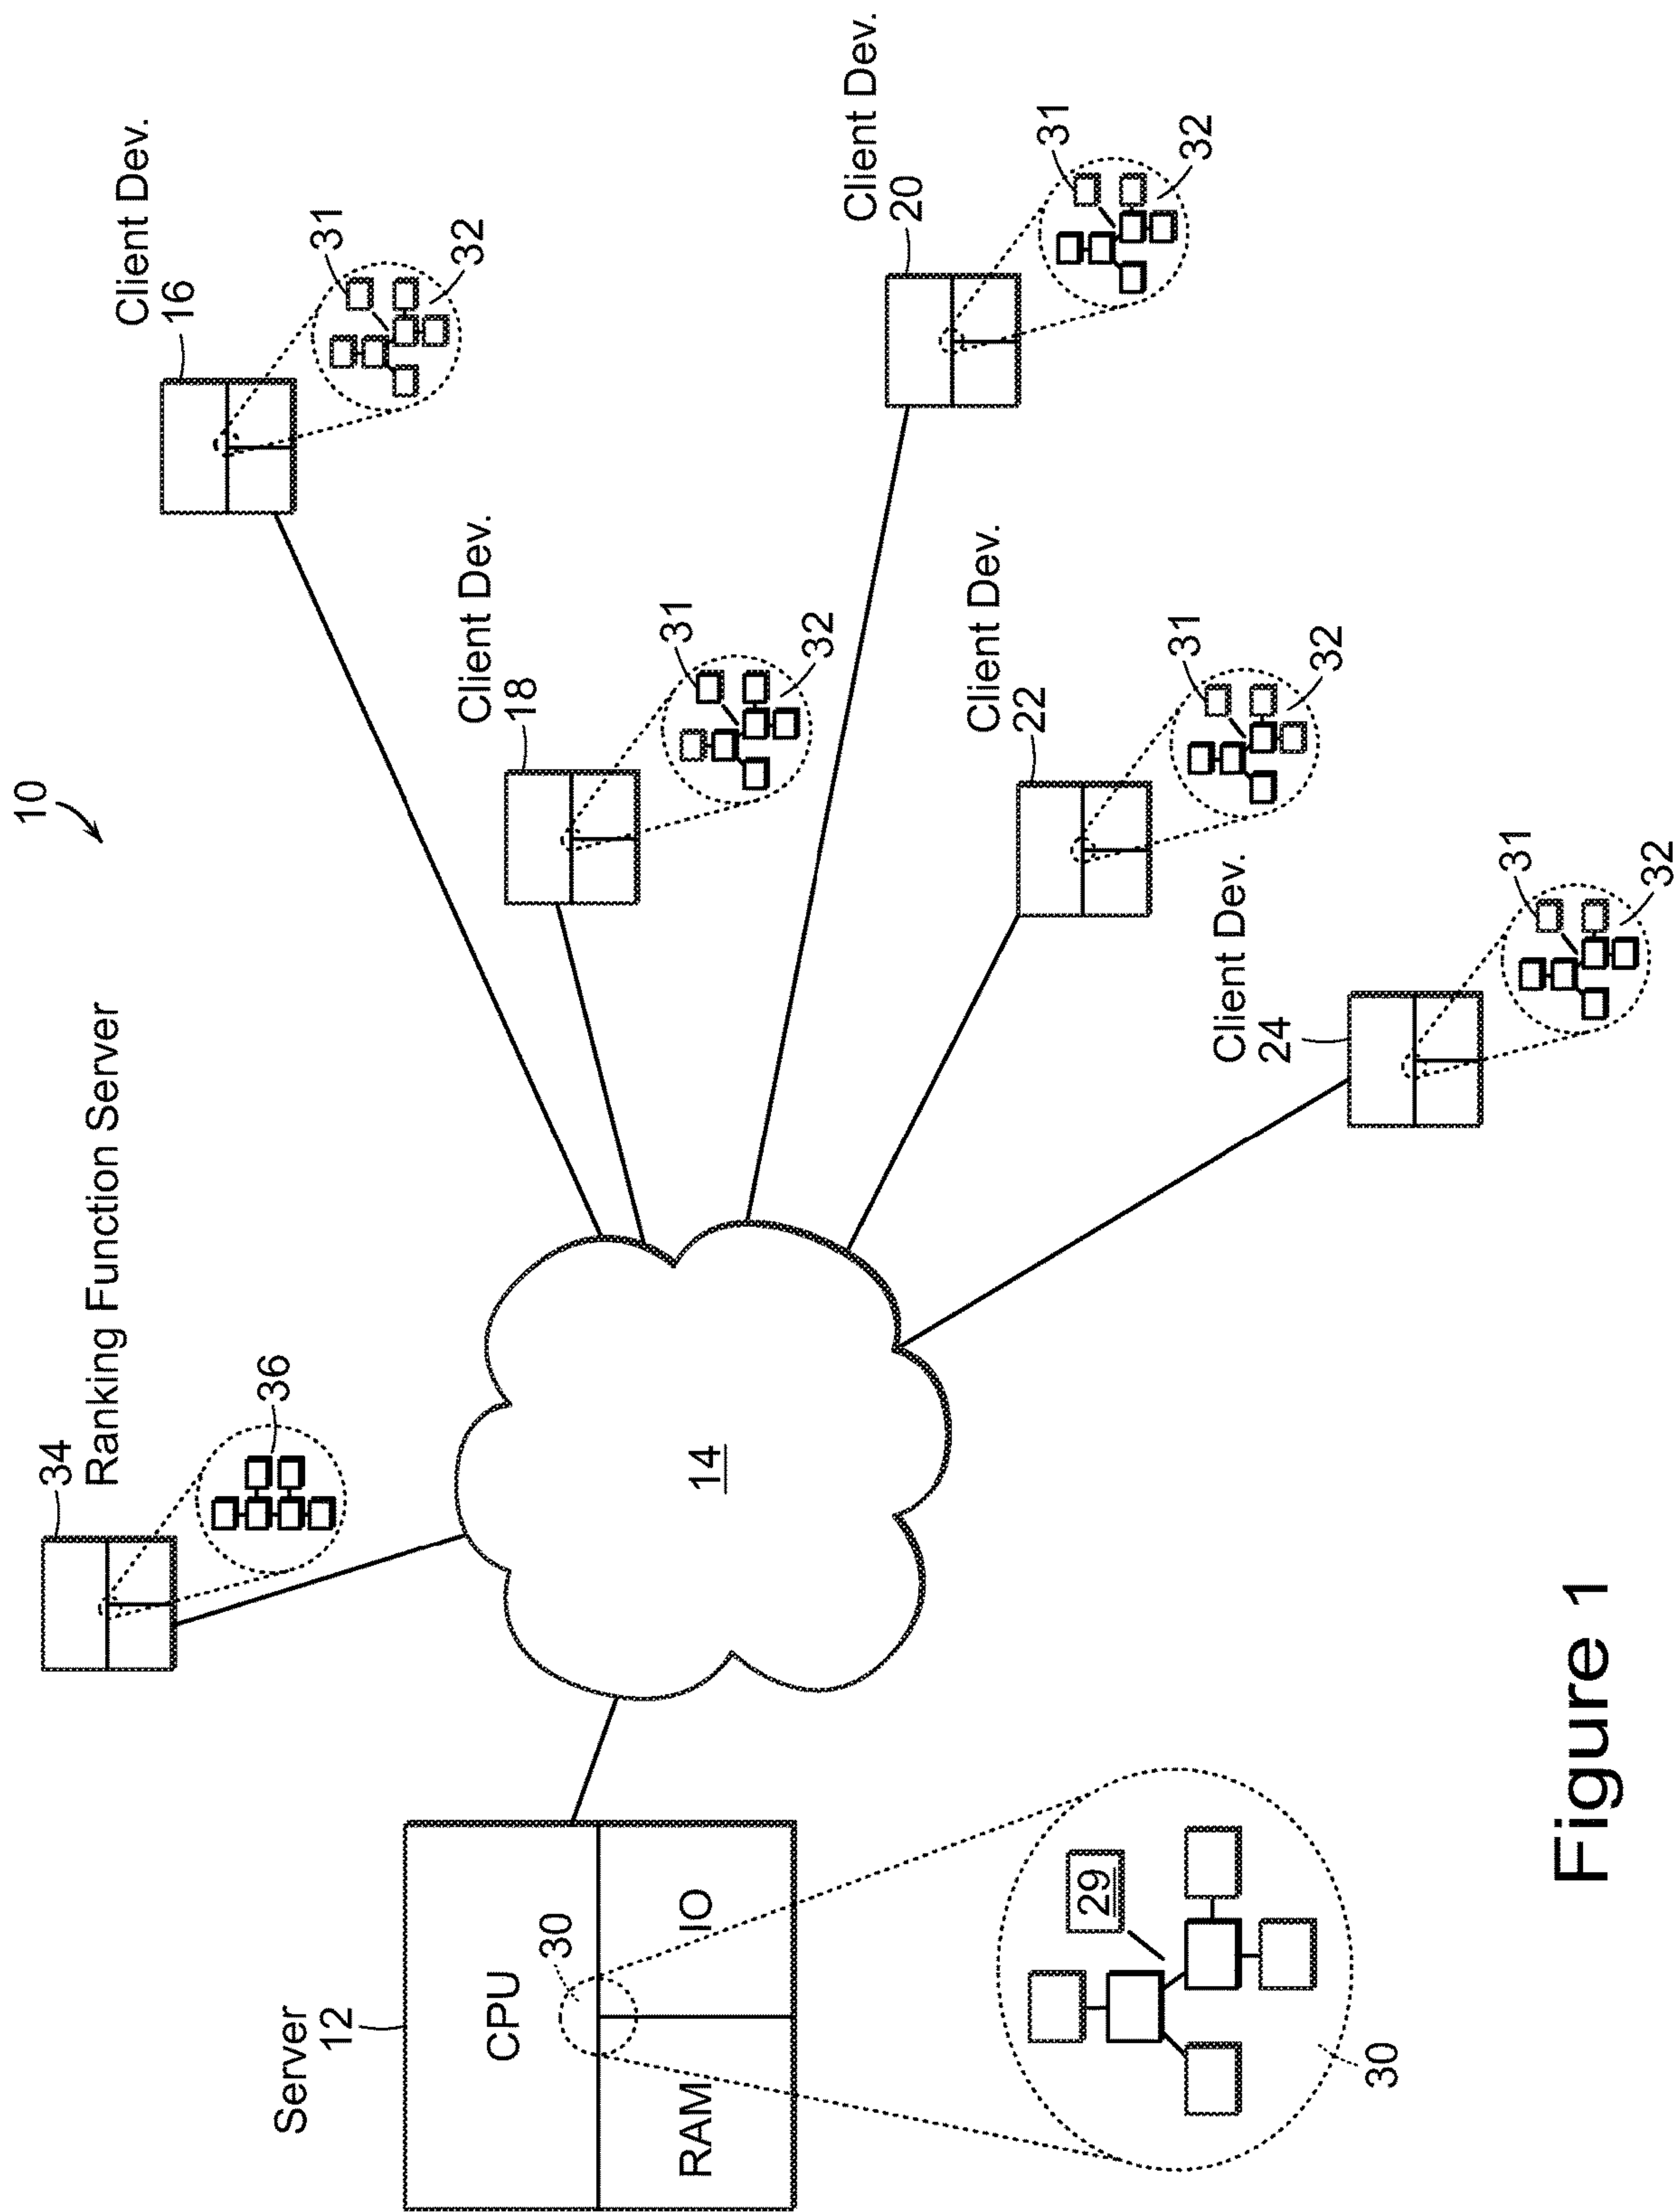 10
34
Ranking Function Server
36
Client Dev.
16
31
32
Client Dev.
18
31
32
Client Dev.
20
31
32
Client Dev.
22
31
32
Client Dev.
24
31
32
14
Server
12
CPU
30
RAM
IO
29
30
Figure 1